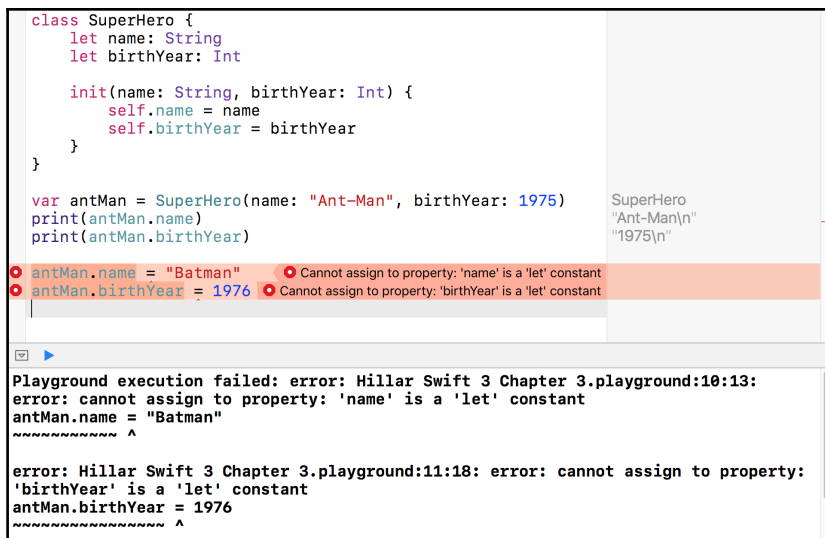 class SuperHero {
    let name: String
    let birthYear: Int

    init(name: String, birthYear: Int) {
        self.name = name
        self.birthYear = birthYear
    }
}

var antMan = SuperHero(name: "Ant-Man", birthYear: 1975) SuperHero
print(antMan.name) "Ant-Man\n"
print(antMan.birthYear) "1975\n"

antMan.name = "Batman" Cannot assign to property: 'name' is a 'let' constant
antMan.birthYear = 1976 Cannot assign to property: 'birthYear' is a 'let' constant

Playground execution failed: error: Hillar Swift 3 Chapter 3.playground:10:13:
error: cannot assign to property: 'name' is a 'let' constant
antMan.name = "Batman"
~~~~~~~~~~~ ^

error: Hillar Swift 3 Chapter 3.playground:11:18: error: cannot assign to property:
'birthYear' is a 'let' constant
antMan.birthYear = 1976
~~~~~~~~~~~~~~~~ ^